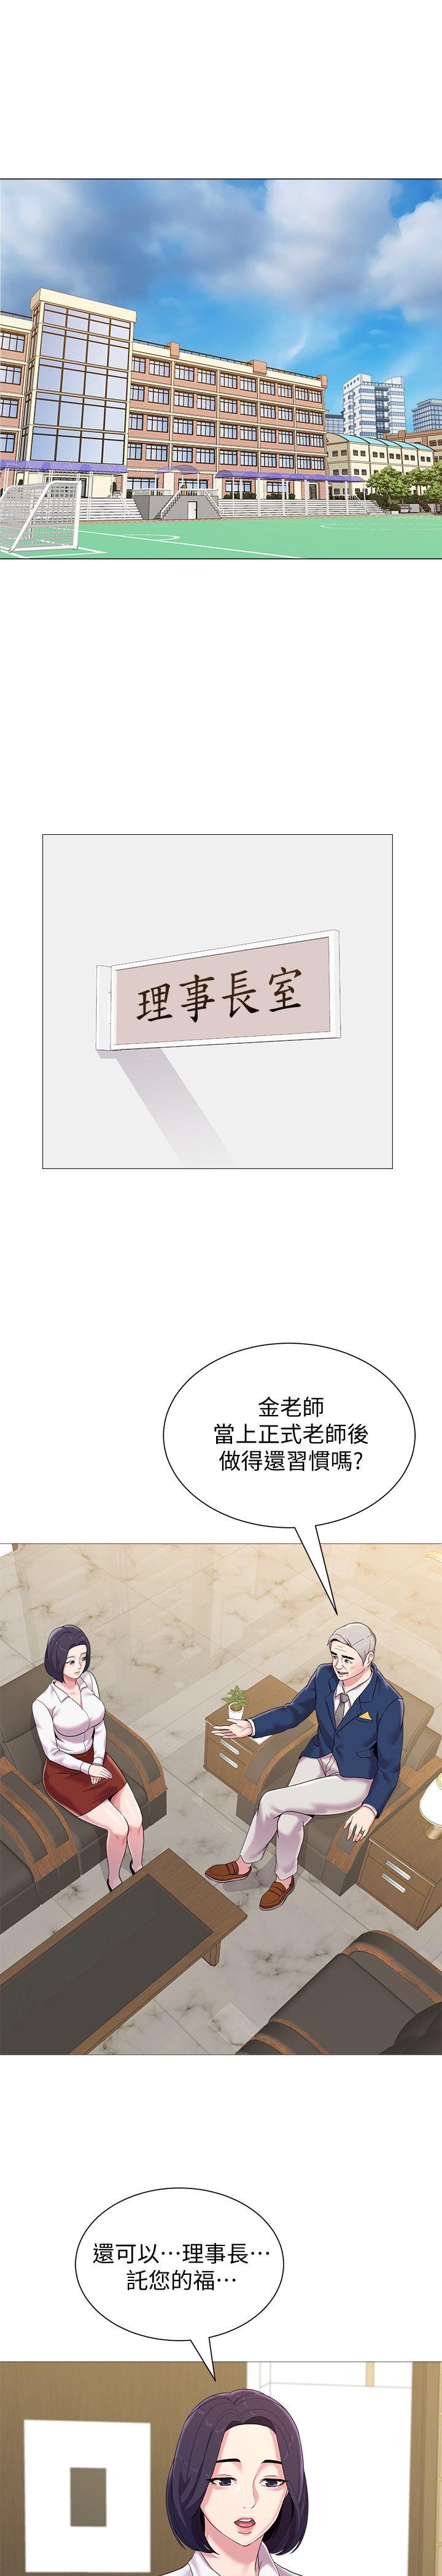 理事長室
金老師
當上正式老師後
做得還習慣嗎?
還可以⋯理事長⋯
託您的福⋯